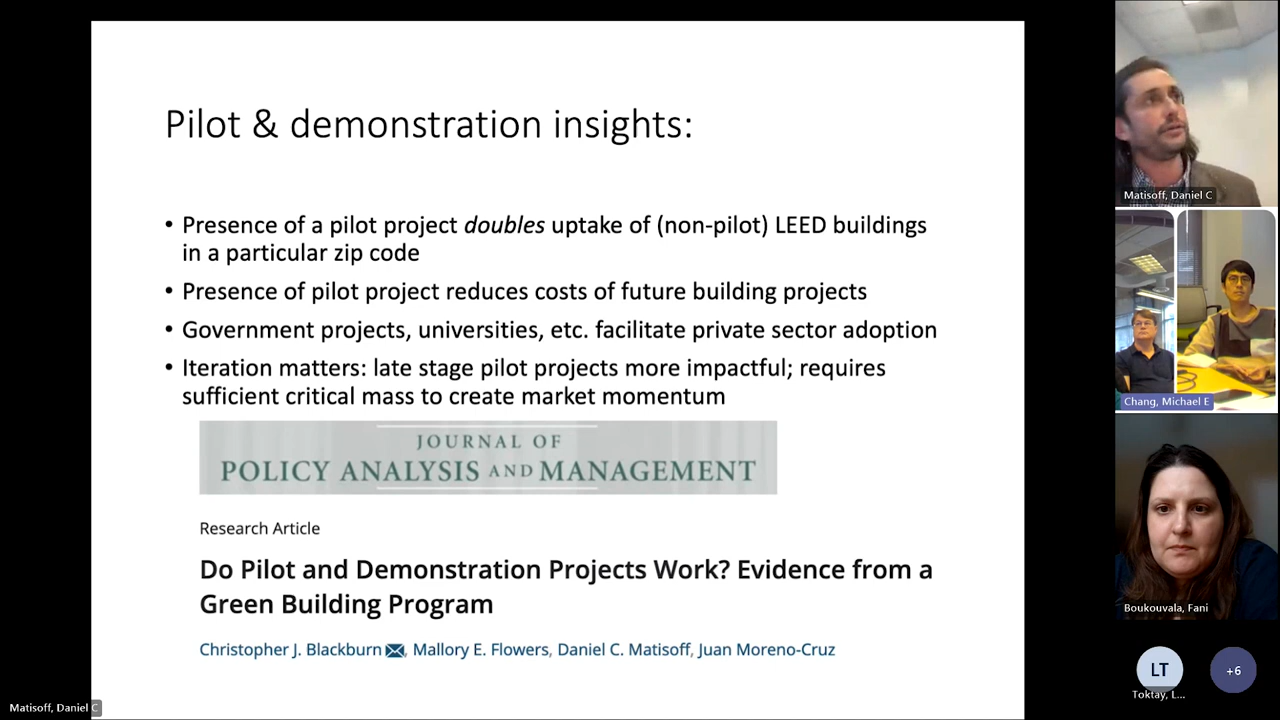 Pilot & demonstration insights:
• Presence of a pilot project doubles uptake of (non-pilot) LEED buildings
in a particular zip code
• Presence of pilot project reduces costs of future building projects
• Government projects, universities, etc. facilitate private sector adoption
• Iteration matters: late stage pilot projects more impactful; requires
sufficient critical mass to create market momentum
JOURNAL OF
POLICY ANALYSIS AND MANAGEMENT
Research Article
Do Pilot and Demonstration Projects Work? Evidence from a
Green Building Program
Christopher J. Blackburn, Mallory E. Flowers, Daniel C. Matisoff, Juan Moreno-Cruz
Matisoff, Daniel C
Matisoff, Daniel C
Chang, Michael E
Boukouvala, Fani
LT
Toktay, L...
+6